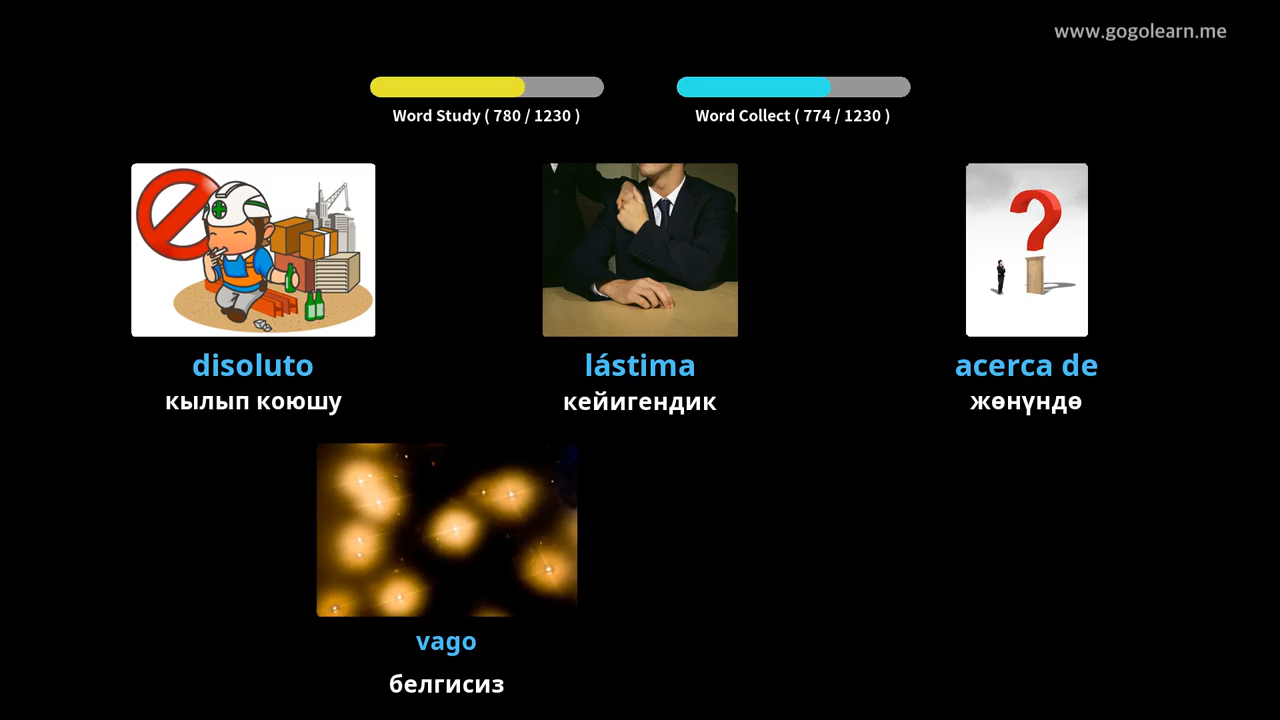 www.gogolearn.me
Word Study ( 780 / 1230 )
Word Collect ( 774 / 1230 )
disoluto
кылып коюшу
lástima
кейигендик
acerca de
жөнүндө
vago
белгисиз